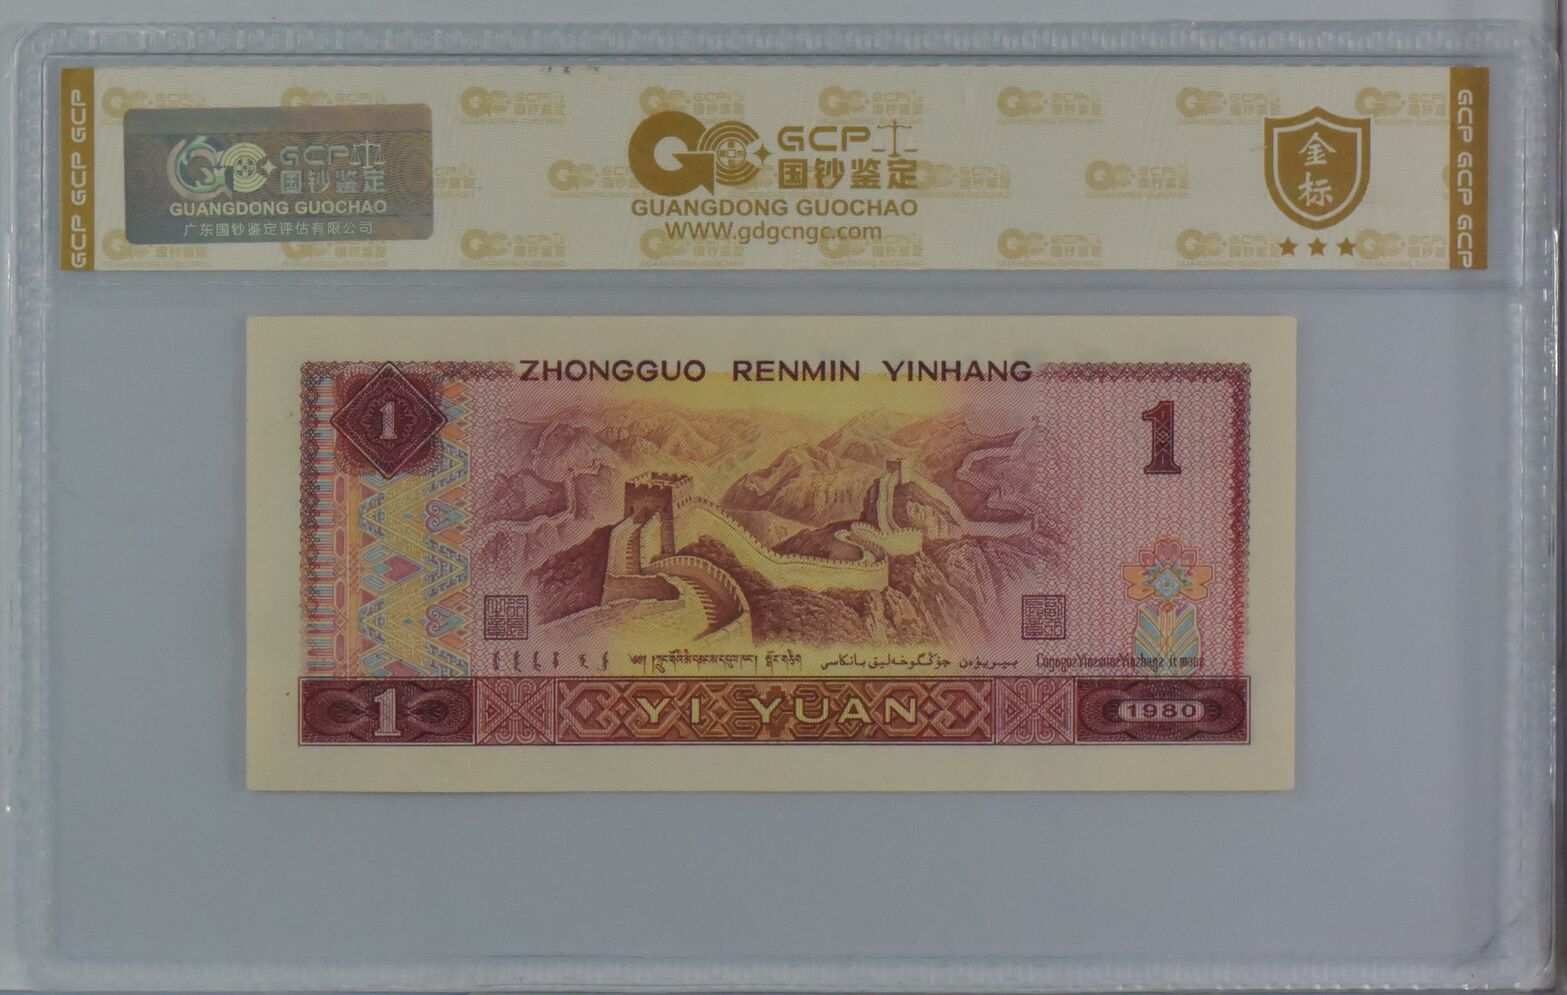 GCP GCP GCP
GCP 国钞鉴定
GUANGDONG GUOCHAO
广东国钞鉴定评估有限公司
GCP
国钞鉴定
GUANGDONG GUOCHAO
WWW.gdgcngc.com
金标
GCP GCP GCP
ZHONGGUO RENMIN YINHANG
1
1
1
YI YUAN
1980